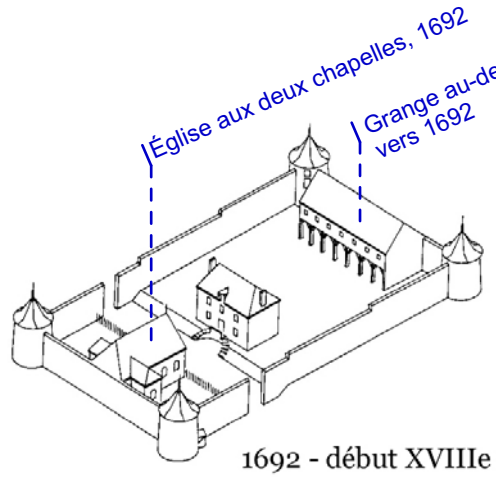 Église aux deux chapelles, 1692
Grange au-de
vers 1692
1692 - début XVIIIe